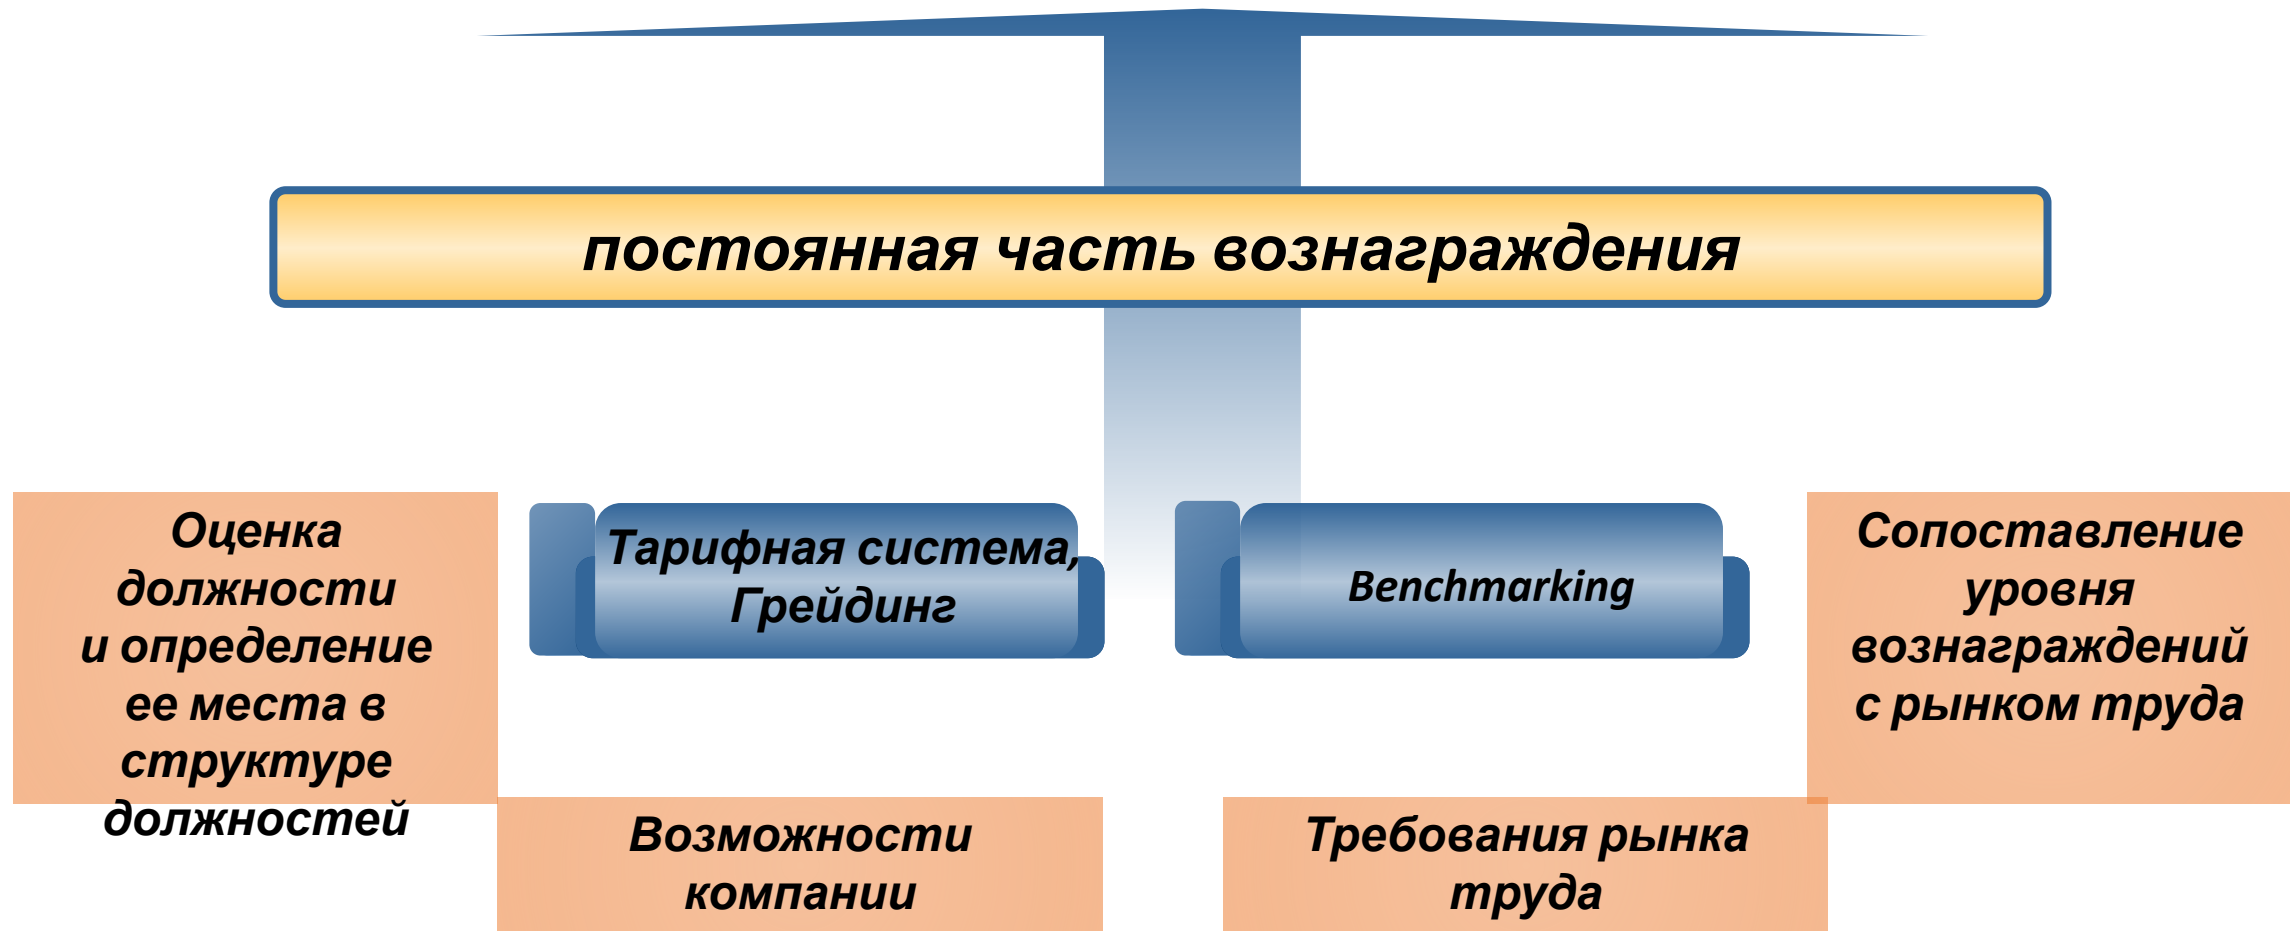 постоянная часть вознаграждения
Оценка
должности
и определение
ее места в
структуре
должностей
Тарифная система,
Грейдинг
Benchmarking
Сопоставление
уровня
вознаграждений
с рынком труда
Возможности
компании
Требования рынка
труда